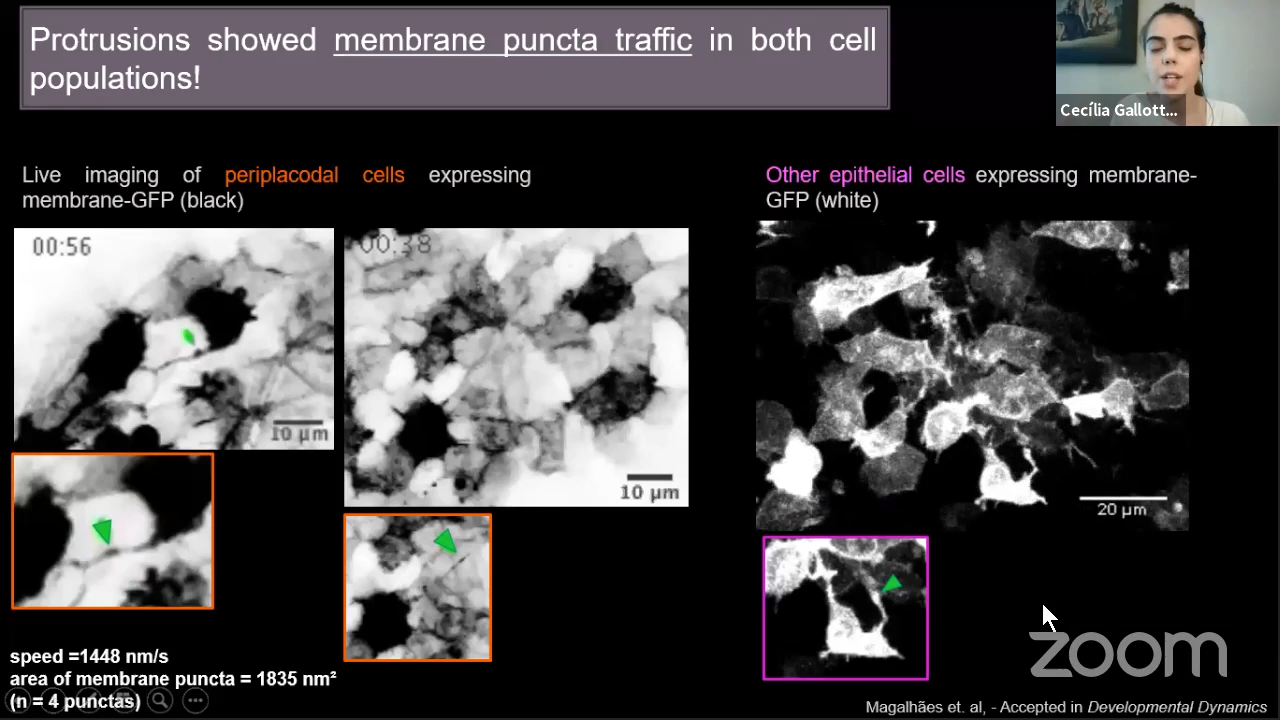 Protrusions showed membrane puncta traffic in both cell
populations!
Cecília Gallott...
Live imaging of periplacodal cells expressing
membrane-GFP (black)
Other epithelial cells expressing membrane-
GFP (white)
00:56
00:38
10 µm
10 µm
20 µm
speed =1448 nm/s
area of membrane puncta = 1835 nm²
(n = 4 punctas)
zoom
Magalhães et. al, - Accepted in Developmental Dynamics